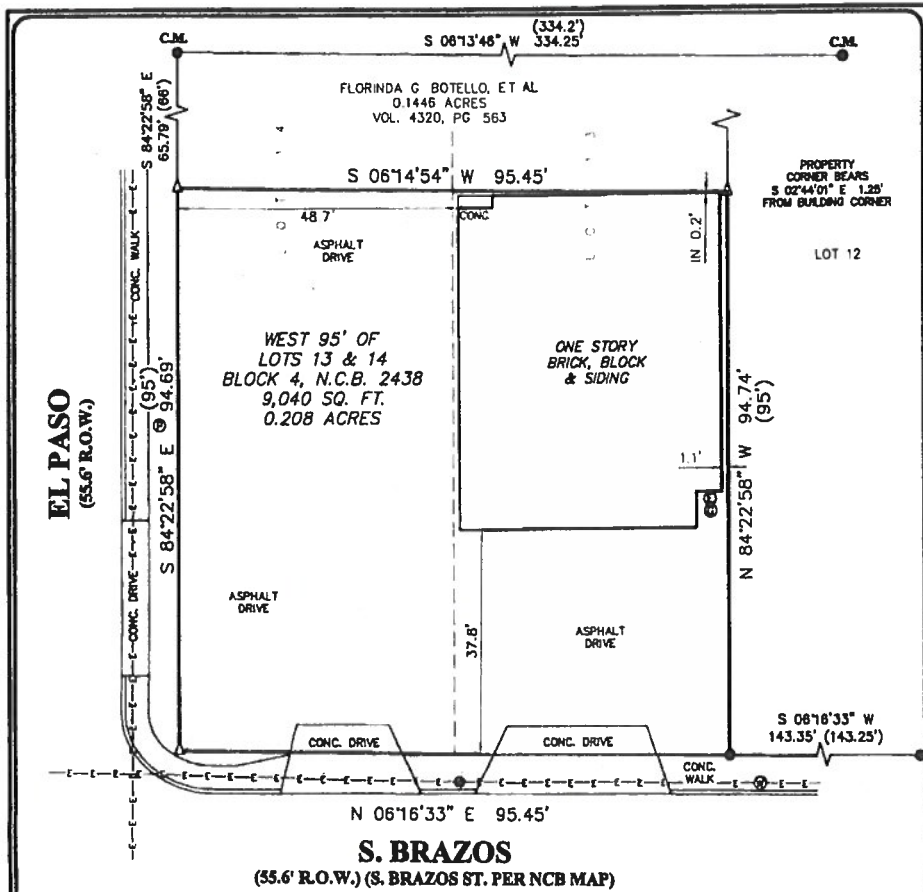 (334.2')
C.M.
S 06°13'46" W 334.25'
C.M.
S 84°22'58" E
65.79' (66')
FLORINDA G BOTELLO, ET AL
0.1446 ACRES
VOL. 4320, PG 563
LOT 14
LOT 13
S 06°14'54" W 95.45'
PROPERTY
CORNER BEARS
S 02°44'01" E 1.25'
FROM BUILDING CORNER
48.7'
CONC.
IN 0.2'
ASPHALT
DRIVE
LOT 12
CONC. WALK
WEST 95' OF
LOTS 13 & 14
BLOCK 4, N.C.B. 2438
9,040 SQ. FT.
0.208 ACRES
ONE STORY
BRICK, BLOCK
& SIDING
EL PASO
(55.6' R.O.W.)
S 84°22'58" E 94.69'
(95')
N 84°22'58" W 94.74'
(95')
1.1'
CONC. DRIVE
ASPHALT
DRIVE
37.8'
ASPHALT
DRIVE
S 06°16'33" W
143.35' (143.25')
CONC. DRIVE
CONC. DRIVE
CONC.
WALK
N 06°16'33" E 95.45'
S. BRAZOS
(55.6' R.O.W.) (S. BRAZOS ST. PER NCB MAP)